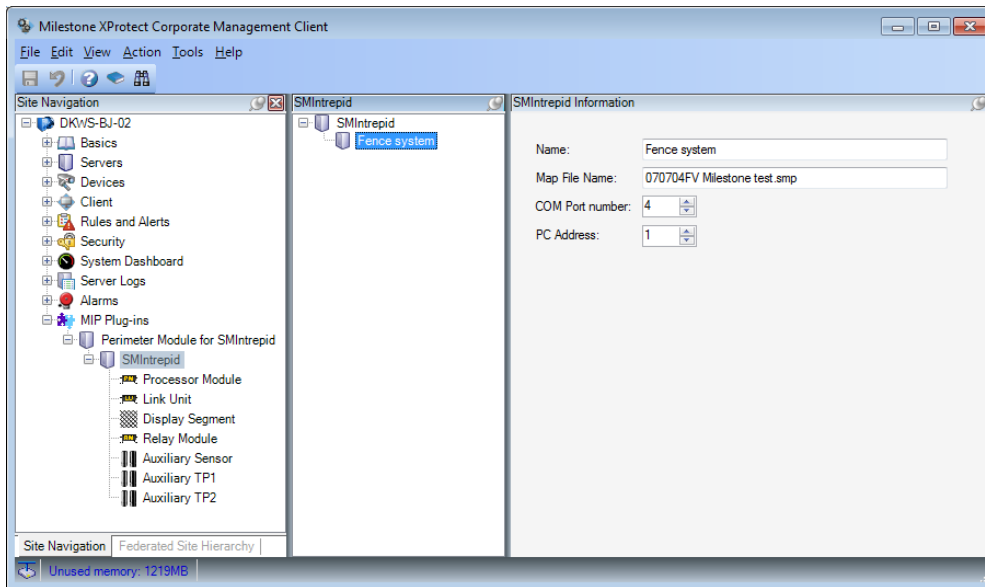 Milestone XProtect Corporate Management Client
File Edit View Action Tools Help
Site Navigation
DKWS-BJ-02
Basics
Servers
Devices
Client
Rules and Alerts
Security
System Dashboard
Server Logs
Alarms
MIP Plug-ins
Perimeter Module for SMIntrepid
SMIntrepid
Processor Module
Link Unit
Display Segment
Relay Module
Auxiliary Sensor
Auxiliary TP1
Auxiliary TP2
Site Navigation Federated Site Hierarchy
SMIntrepid
SMIntrepid
Fence system
SMIntrepid Information
Name: Fence system
Map File Name: 070704FV Milestone test.smp
COM Port number: 4
PC Address: 1
Unused memory: 1219MB